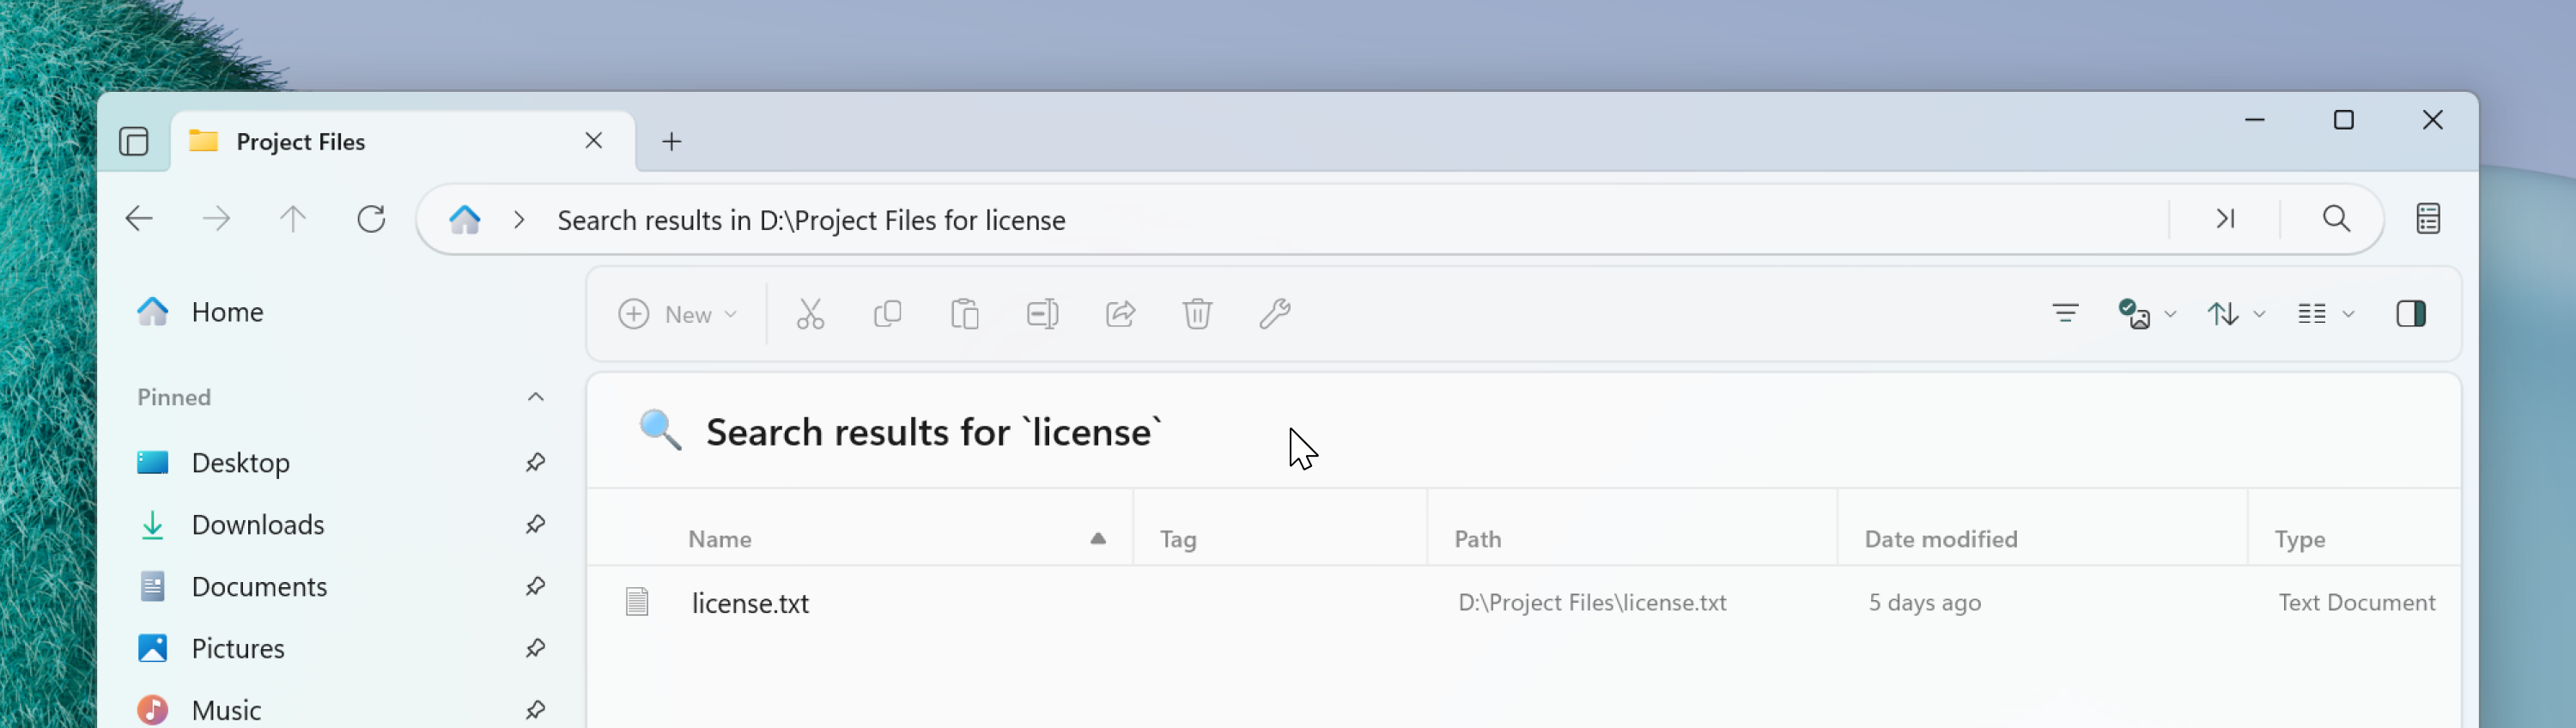 Project Files
Search results in D:\Project Files for license
Home
New
Pinned
Search results for `license`
Desktop
Downloads
Documents
Pictures
Music
Name Tag Path Date modified Type
license.txt D:\Project Files\license.txt 5 days ago Text Document